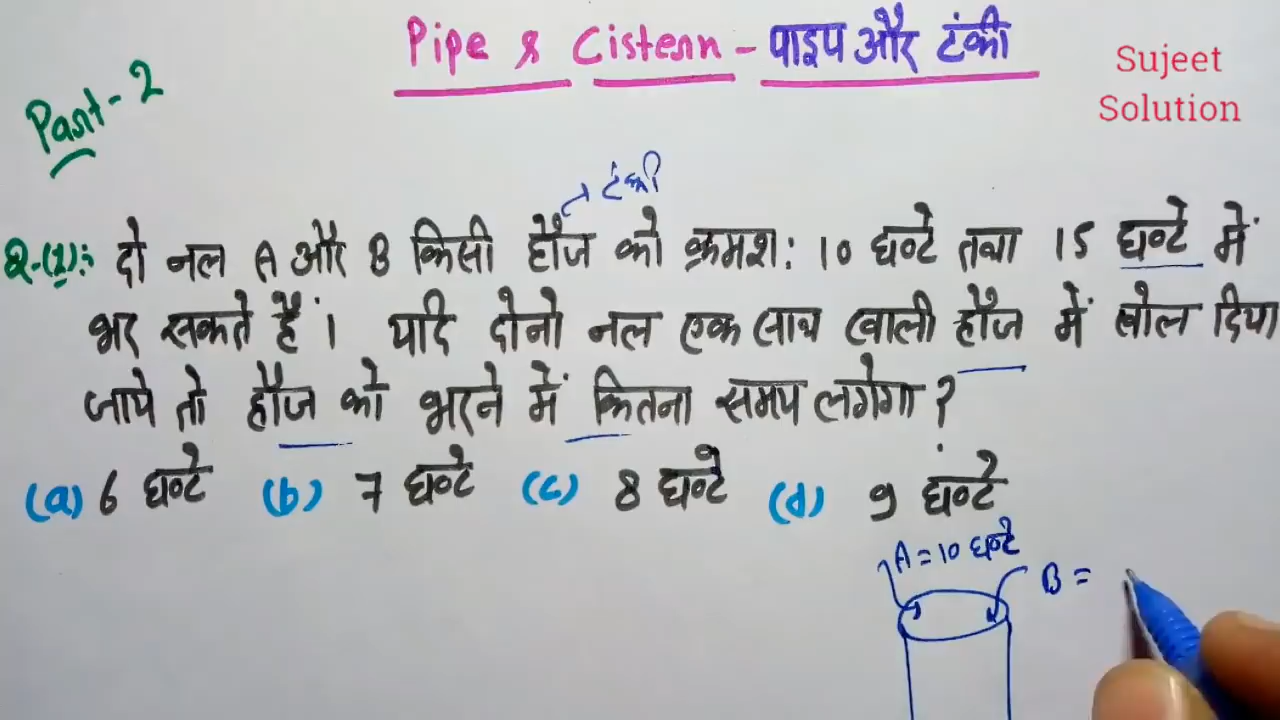 Pipe & Cistern - पाइप और टंकी
Sujeet
Solution
Part-2
→ टंकी
Q.(1):- दो नल A और B किसी हौज को क्रमश: 10 घण्टे तथा 15 घण्टे में
भर सकते हैं । यदि दोनो नल एक साथ खाली हौज में खोल दिया
जाये तो हौज को भरने में कितना समय लगेगा ?
(a) 6 घण्टे (b) 7 घण्टे (c) 8 घण्टे (d) 9 घंण्टे
A = 10 घण्टे
B =